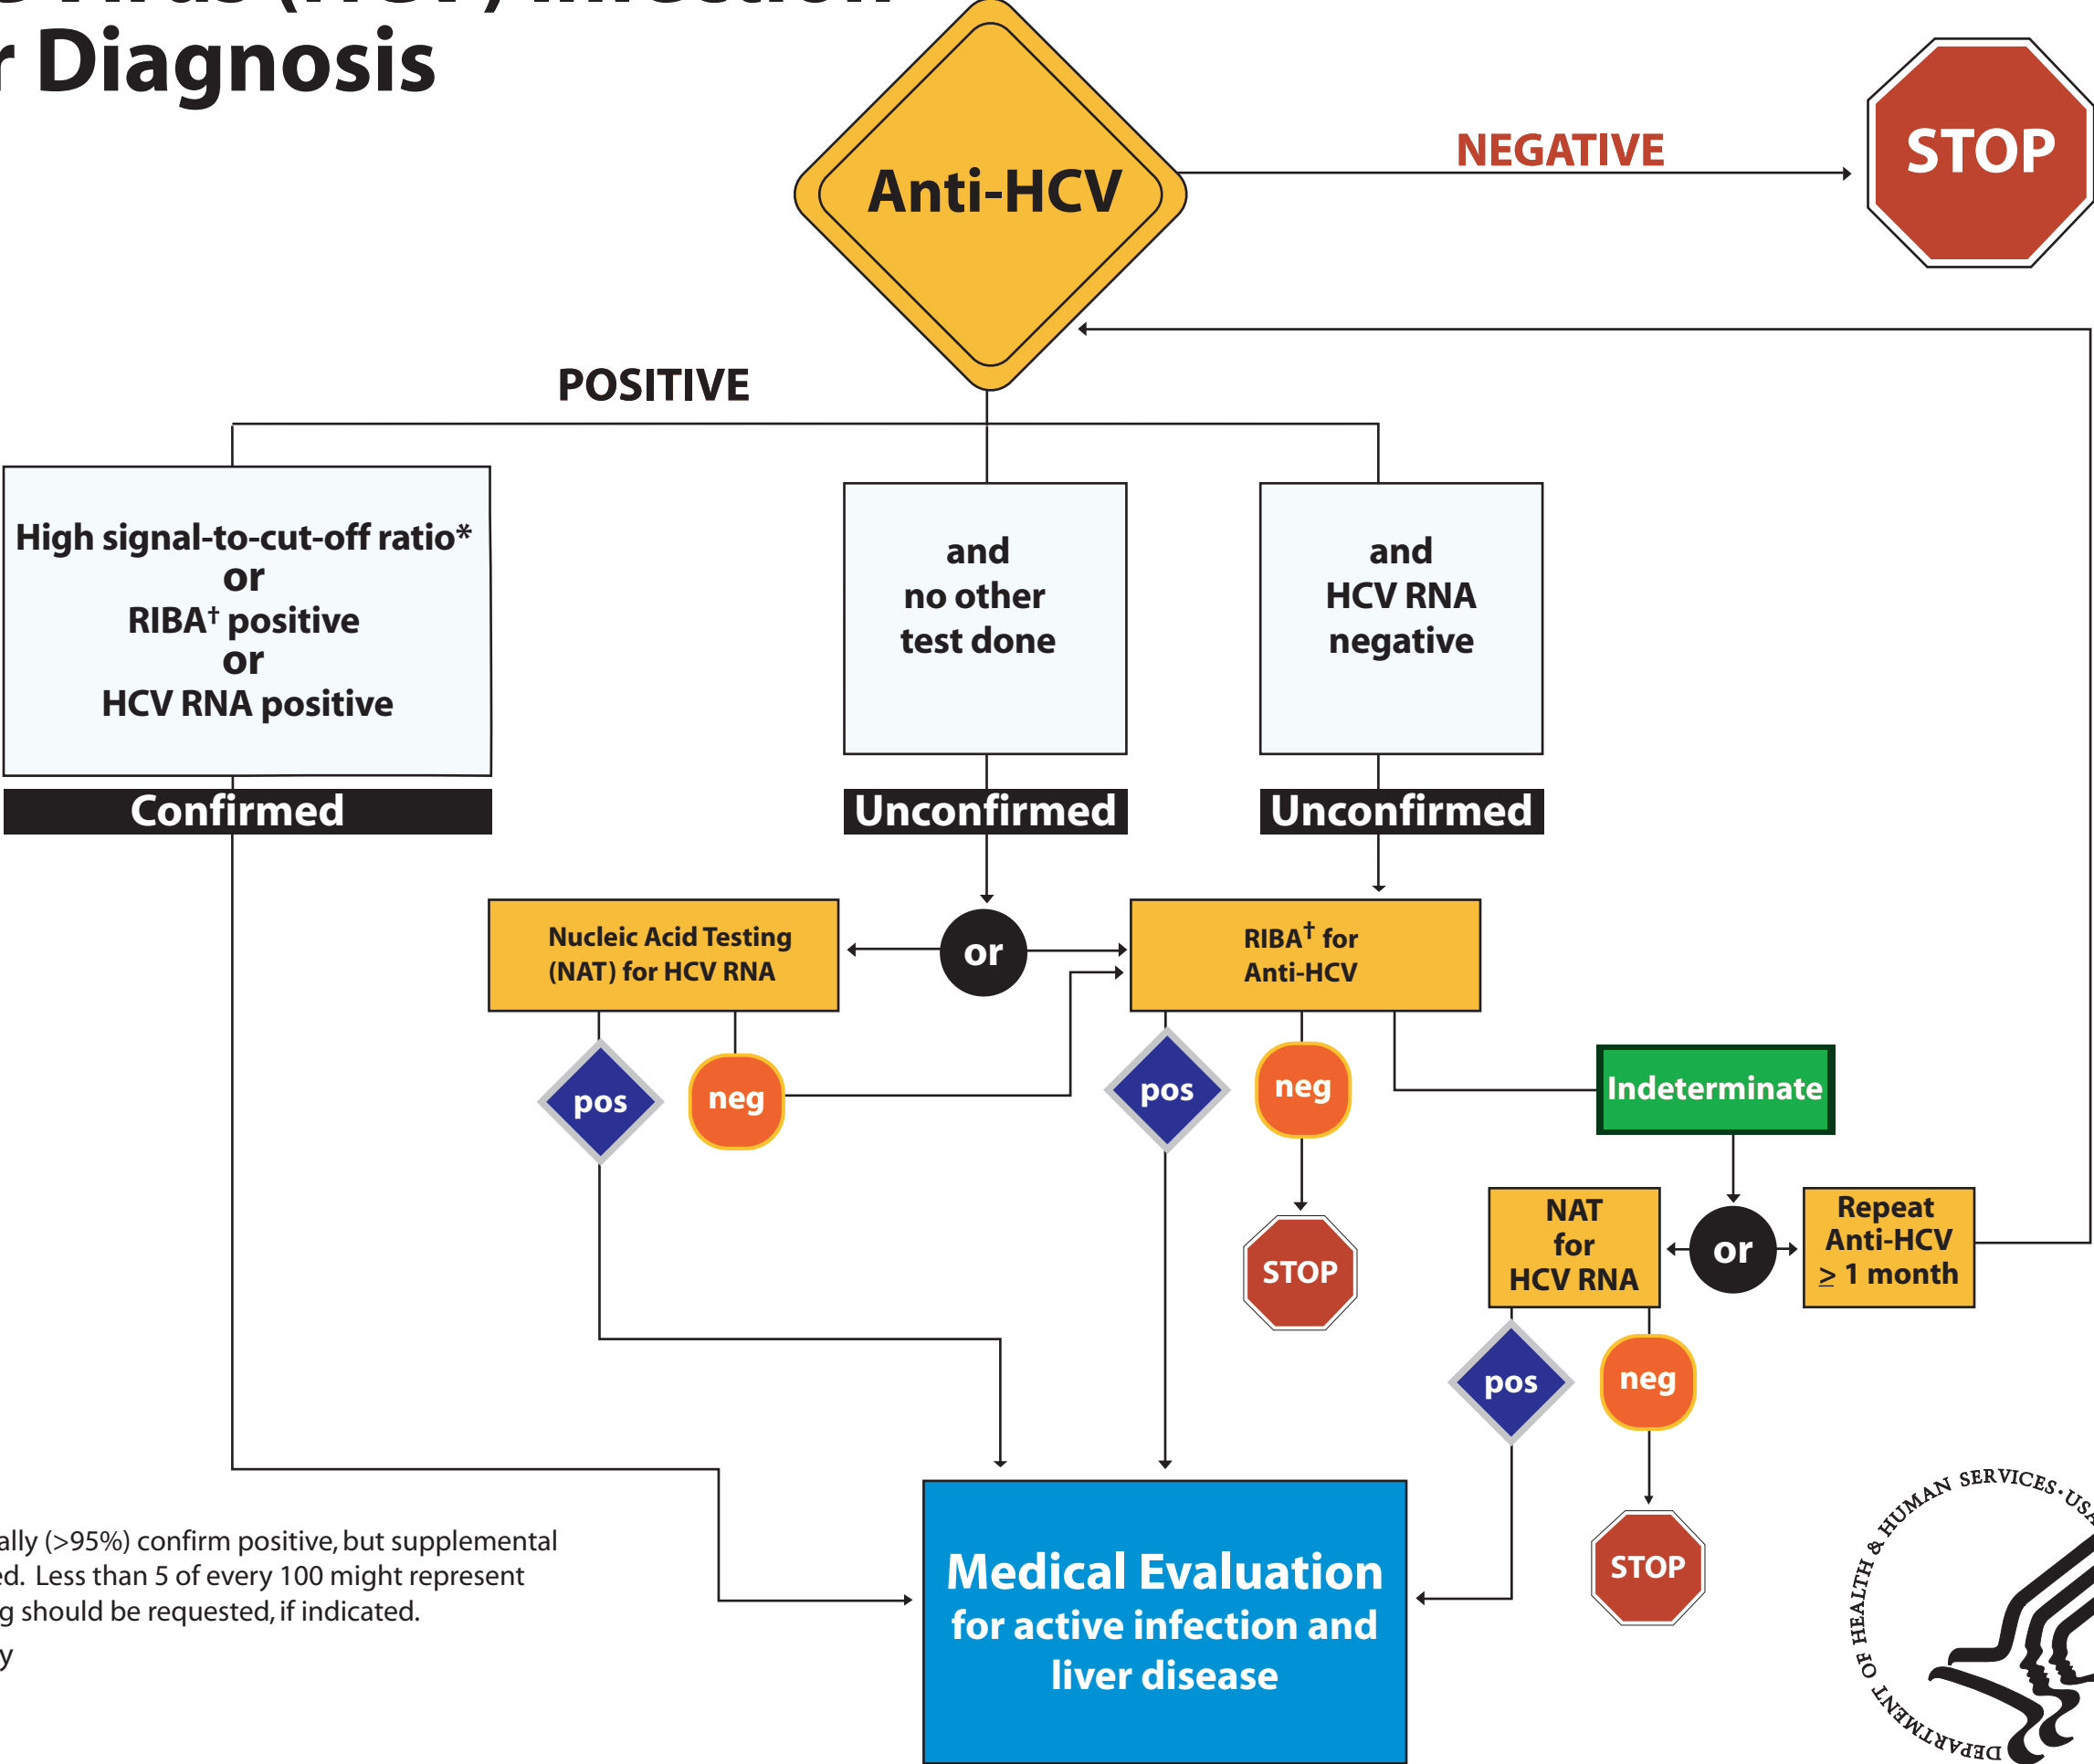 Virus (HCV) Infection
r Diagnosis
Anti-HCV
NEGATIVE
STOP
POSITIVE
High signal-to-cut-off ratio*
or
RIBA† positive
or
HCV RNA positive
and
no other
test done
and
HCV RNA
negative
Confirmed
Unconfirmed
Unconfirmed
Nucleic Acid Testing
(NAT) for HCV RNA
or
RIBA† for
Anti-HCV
pos
neg
pos
neg
Indeterminate
STOP
NAT
for
HCV RNA
or
Repeat
Anti-HCV
≥ 1 month
pos
neg
STOP
Medical Evaluation
for active infection and
liver disease
ally (>95%) confirm positive, but supplemental
ed. Less than 5 of every 100 might represent
g should be requested, if indicated.
y
DEPARTMENT OF HEALTH & HUMAN SERVICES · USA